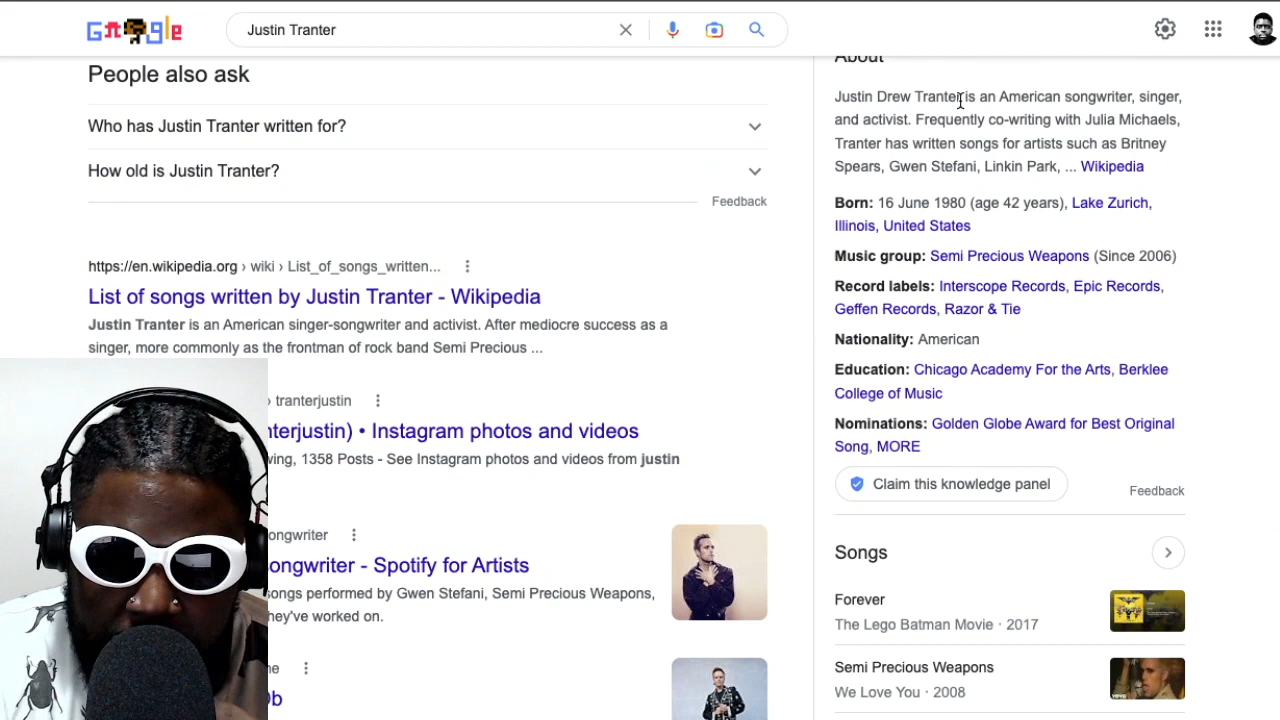 Google
Justin Tranter
People also ask
Who has Justin Tranter written for?
How old is Justin Tranter?
Feedback
https://en.wikipedia.org › wiki › List_of_songs_written...
List of songs written by Justin Tranter - Wikipedia
Justin Tranter is an American singer-songwriter and activist. After mediocre success as a
singer, more commonly as the frontman of rock band Semi Precious ...
› tranterjustin
nterjustin) • Instagram photos and videos
wing, 1358 Posts - See Instagram photos and videos from justin
ongwriter
ongwriter - Spotify for Artists
ongs performed by Gwen Stefani, Semi Precious Weapons,
hey've worked on.
me
Db
About
Justin Drew Tranter is an American songwriter, singer,
and activist. Frequently co-writing with Julia Michaels,
Tranter has written songs for artists such as Britney
Spears, Gwen Stefani, Linkin Park, ... Wikipedia
Born: 16 June 1980 (age 42 years), Lake Zurich,
Illinois, United States
Music group: Semi Precious Weapons (Since 2006)
Record labels: Interscope Records, Epic Records,
Geffen Records, Razor & Tie
Nationality: American
Education: Chicago Academy For the Arts, Berklee
College of Music
Nominations: Golden Globe Award for Best Original
Song, MORE
Claim this knowledge panel
Feedback
Songs
Forever
The Lego Batman Movie · 2017
Semi Precious Weapons
We Love You · 2008